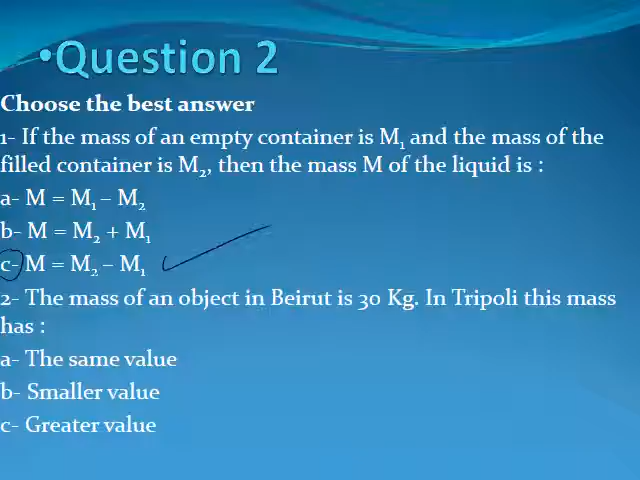 •Question 2
Choose the best answer
1- If the mass of an empty container is M₁ and the mass of the
filled container is M₂, then the mass M of the liquid is :
a- M = M₁ – M₂
b- M = M₂ + M₁
c- M = M₂ – M₁
2- The mass of an object in Beirut is 30 Kg. In Tripoli this mass
has :
a- The same value
b- Smaller value
c- Greater value